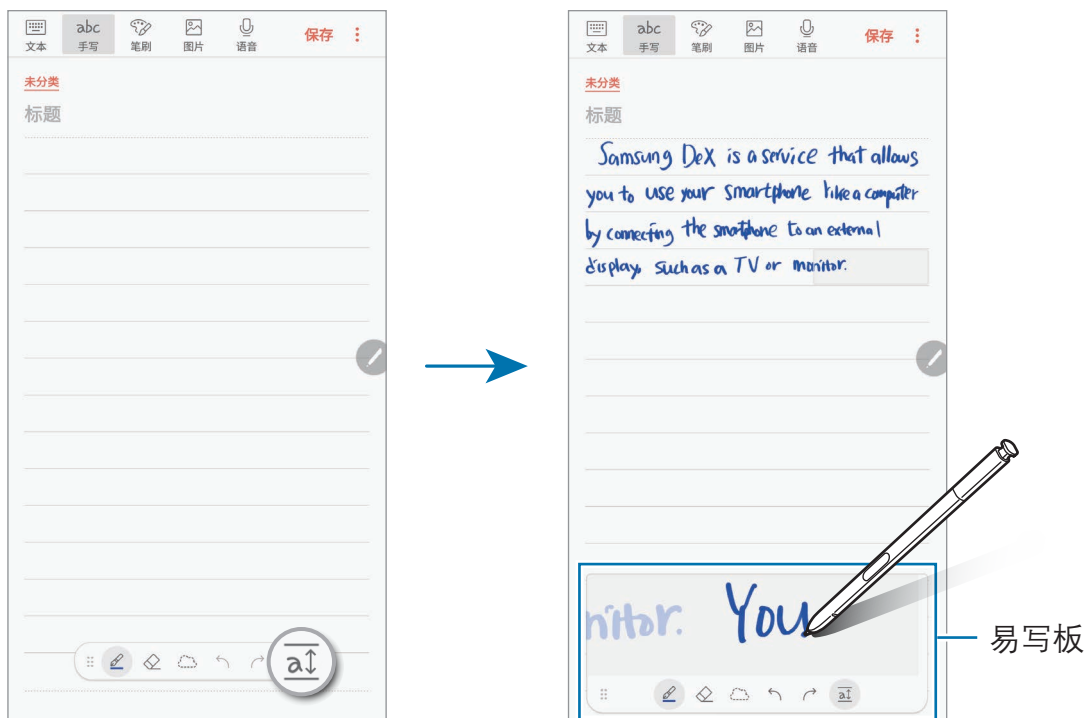 文本 手写 笔刷 图片 语音 保存
未分类
标题
a
文本 手写 笔刷 图片 语音 保存
未分类
标题
Samsung DeX is a service that allows
you to use your smartphone like a computer
by connecting the smartphone to an external
display, such as a TV or monitor.
nitor. You
易写板